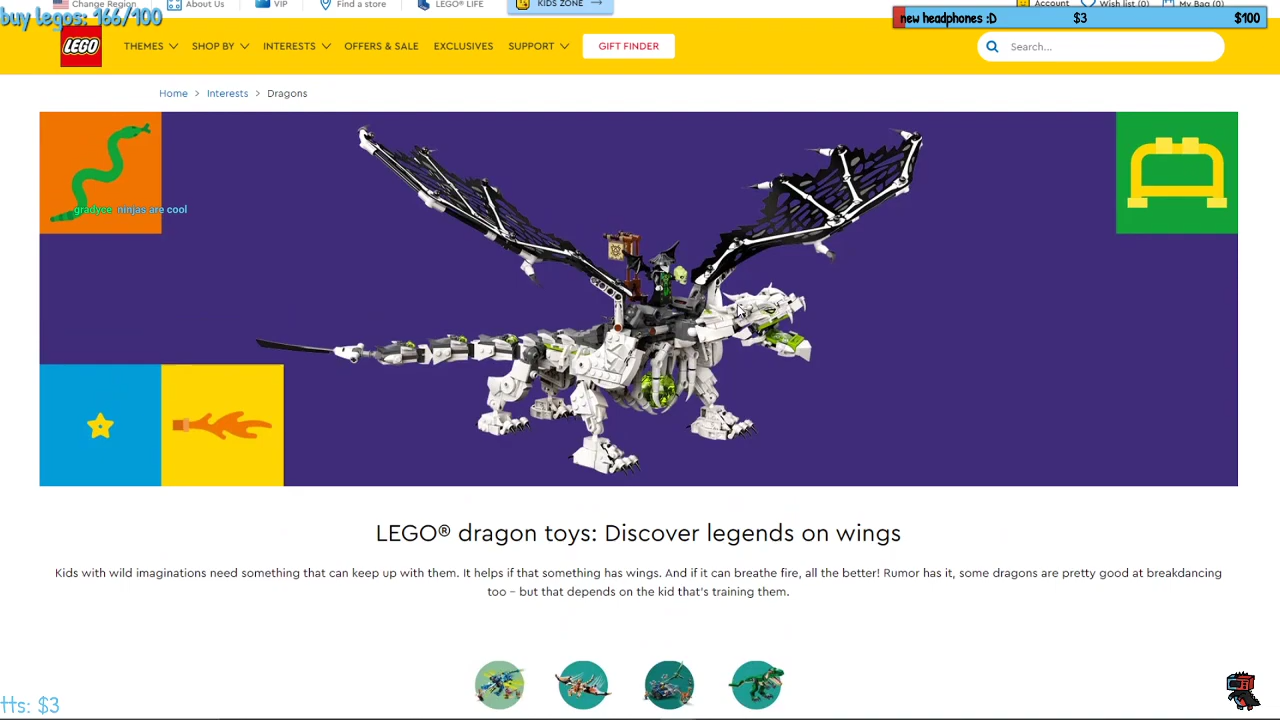 Change Region
About Us
VIP
Find a store
LEGO® LIFE
KIDS ZONE →
Account
Wish list (0)
My Bag (0)
buy legos: 166/100
new headphones :D $3 $100
LEGO
THEMES
SHOP BY
INTERESTS
OFFERS & SALE
EXCLUSIVES
SUPPORT
GIFT FINDER
Search...
Home > Interests > Dragons
gradyce ninjas are cool
LEGO® dragon toys: Discover legends on wings
Kids with wild imaginations need something that can keep up with them. It helps if that something has wings. And if it can breathe fire, all the better! Rumor has it, some dragons are pretty good at breakdancing
too – but that depends on the kid that's training them.
tts: $3